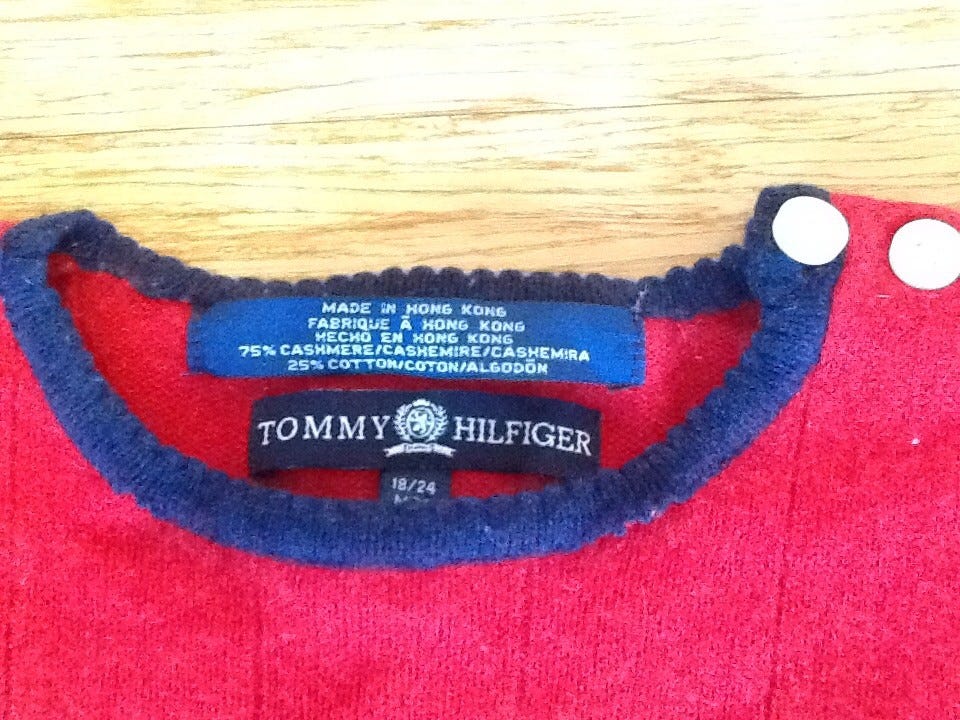 MADE IN HONG KONG
FABRIQUE Ā HONG KONG
HECHO EN HONG KONG
75% CASHMERE/CASHEMIRE/CASHEMIRA
25% COTTON/COTON/ALGODŌN
TOMMY HILFIGER
18/24